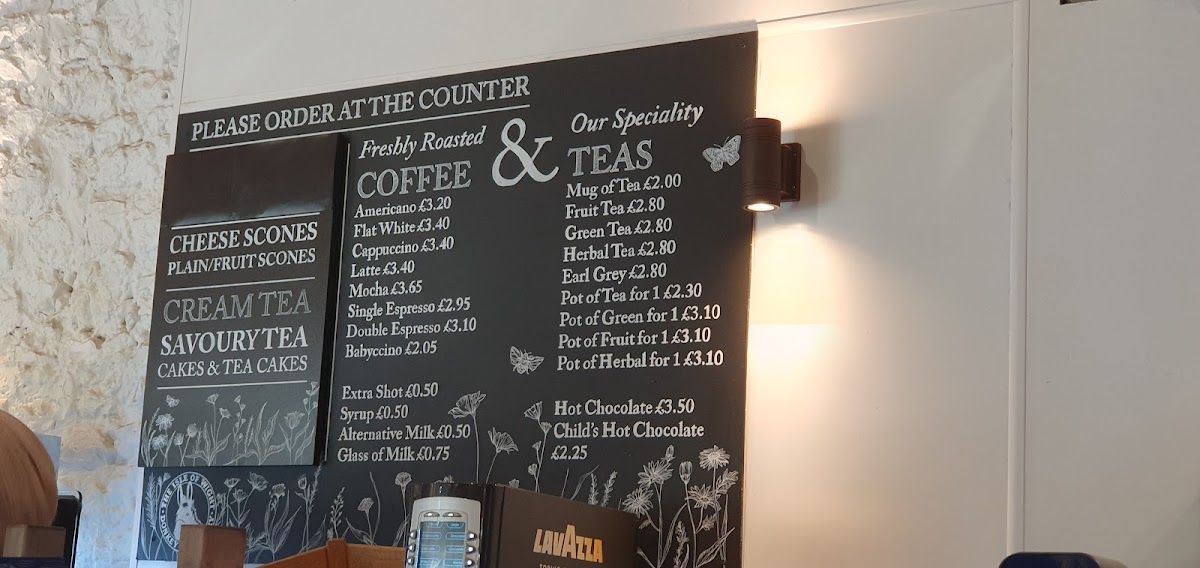 PLEASE ORDER AT THE COUNTER
CHEESE SCONES
PLAIN/FRUIT SCONES
CREAM TEA
SAVOURY TEA
CAKES & TEA CAKES
Freshly Roasted
COFFEE
Americano £3.20
Flat White £3.40
Cappuccino £3.40
Latte £3.40
Mocha £3.65
Single Espresso £2.95
Double Espresso £3.10
Babyccino £2.05
Extra Shot £0.50
Syrup £0.50
Alternative Milk £0.50
Glass of Milk £0.75
&
Our Speciality
TEAS
Mug of Tea £2.00
Fruit Tea £2.80
Green Tea £2.80
Herbal Tea £2.80
Earl Grey £2.80
Pot of Tea for 1 £2.30
Pot of Green for 1 £3.10
Pot of Fruit for 1 £3.10
Pot of Herbal for 1 £3.10
Hot Chocolate £3.50
Child's Hot Chocolate
£2.25
THE ISLE OF WIGHT
LAVAZZA